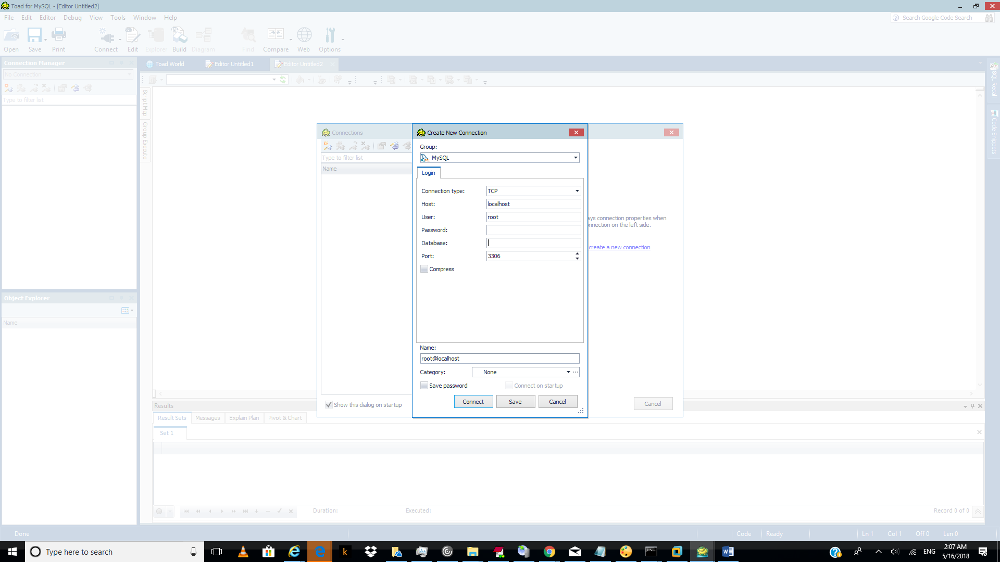 Toad for MySQL - [Editor Untitled2]
File Edit Editor Debug View Tools Window Help
Search Google Code Search
Open Save Print Connect Edit Explorer Build Diagram Find Compare Web Options
Connection Manager
No Connection
Type to filter list
Toad World Editor Untitled1 Editor Untitled2
Script Map
Group Execute
SQL Recall
Code Snippets
Connections
Type to filter list
Name
Show this dialog on startup
Create New Connection
Group:
MySQL
Login
Connection type: TCP
Host: localhost
User: root
Password:
Database:
Port: 3306
Compress
Name:
root@localhost
Category: None
Save password Connect on startup
Connect Save Cancel
ays connection properties when
onnection on the left side.
create a new connection
Cancel
Object Explorer
Name
Results
Result Sets Messages Explain Plan Pivot & Chart
Set 1
Duration: Executed: Record 0 of 0
Done Code Ready Ln 1 Col 1 Off 0 Len 0
Type here to search
ENG
2:07 AM
5/16/2018